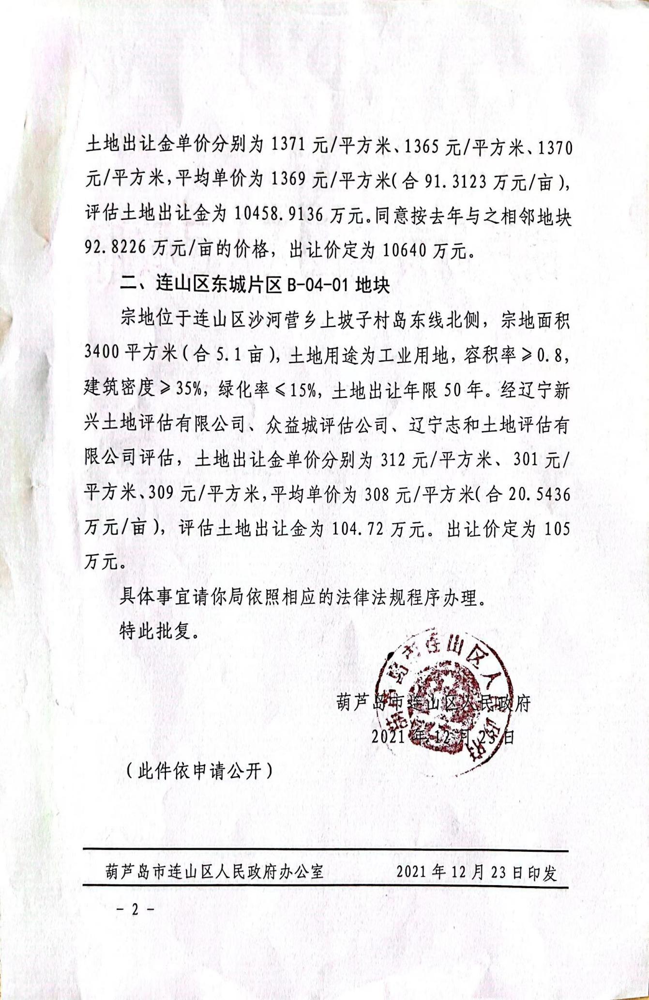 土地出让金单价分别为 1371 元/平方米、1365 元/平方米、1370
元/平方米,平均单价为 1369 元/平方米(合 91.3123 万元/亩),
评估土地出让金为 10458.9136 万元。同意按去年与之相邻地块
92.8226 万元/亩的价格，出让价定为 10640 万元。
二、连山区东城片区 B-04-01 地块
宗地位于连山区沙河营乡上坡子村岛东线北侧，宗地面积
3400 平方米(合 5.1 亩),土地用途为工业用地，容积率≥0.8,
建筑密度≥35%, 绿化率≤15%, 土地出让年限 50 年。经辽宁新
兴土地评估有限公司、众益城评估公司、辽宁志和土地评估有
限公司评估，土地出让金单价分别为 312 元/平方米、301 元/
平方米、309 元/平方米,平均单价为 308 元/平方米(合 20.5436
万元/亩), 评估土地出让金为 104.72 万元。出让价定为 105
万元。
具体事宜请你局依照相应的法律法规程序办理。
特此批复。
葫芦岛市连山区人民政府
2021 年 12 月 23 日
(此件依申请公开)
葫芦岛市连山区人民政府办公室 2021 年 12 月 23 日印发
- 2 -